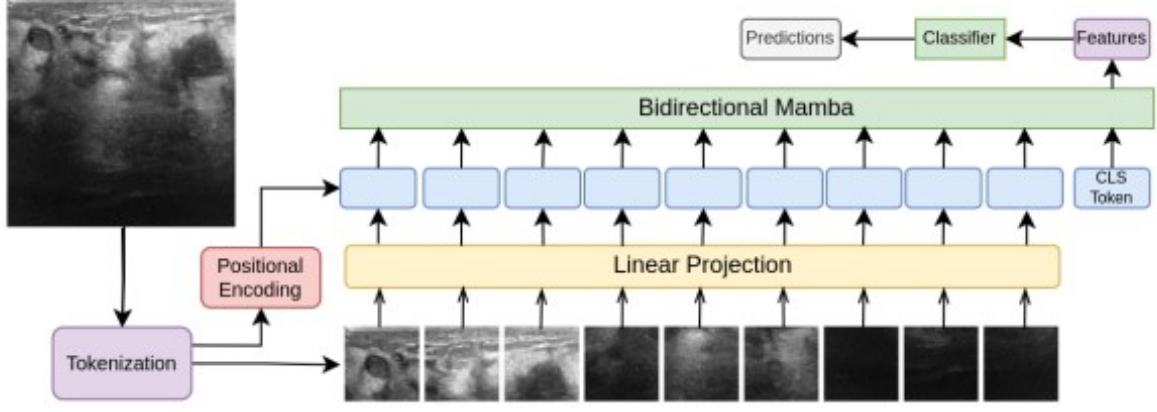 Predictions
Classifier
Features
Bidirectional Mamba
CLS
Token
Positional
Encoding
Linear Projection
Tokenization